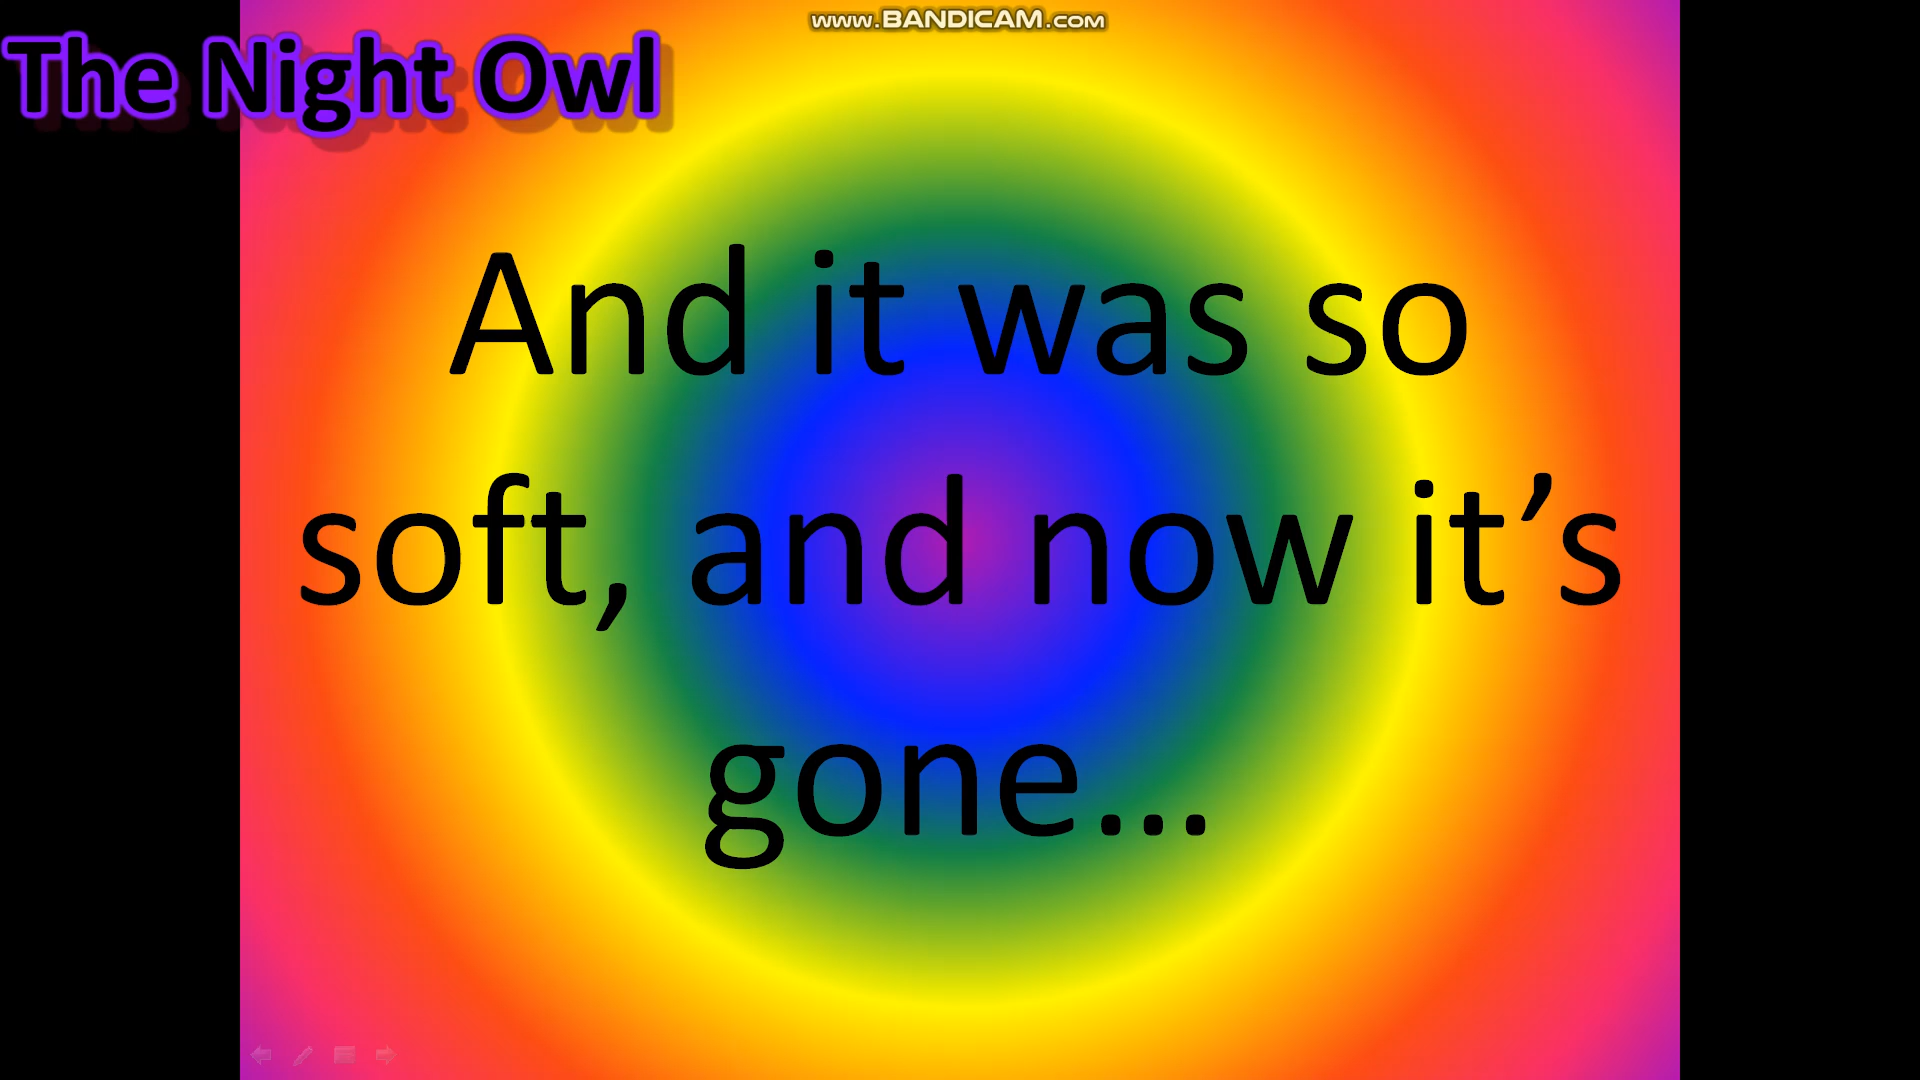 www.BANDICAM.com
The Night Owl
And it was so
soft, and now it’s
gone…